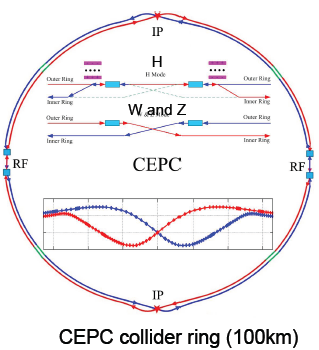 IP
H
H Mode
Outer Ring Outer Ring
Inner Ring Inner Ring
W and Z
Outer Ring Outer Ring
Inner Ring Inner Ring
RF CEPC RF
IP
CEPC collider ring (100km)